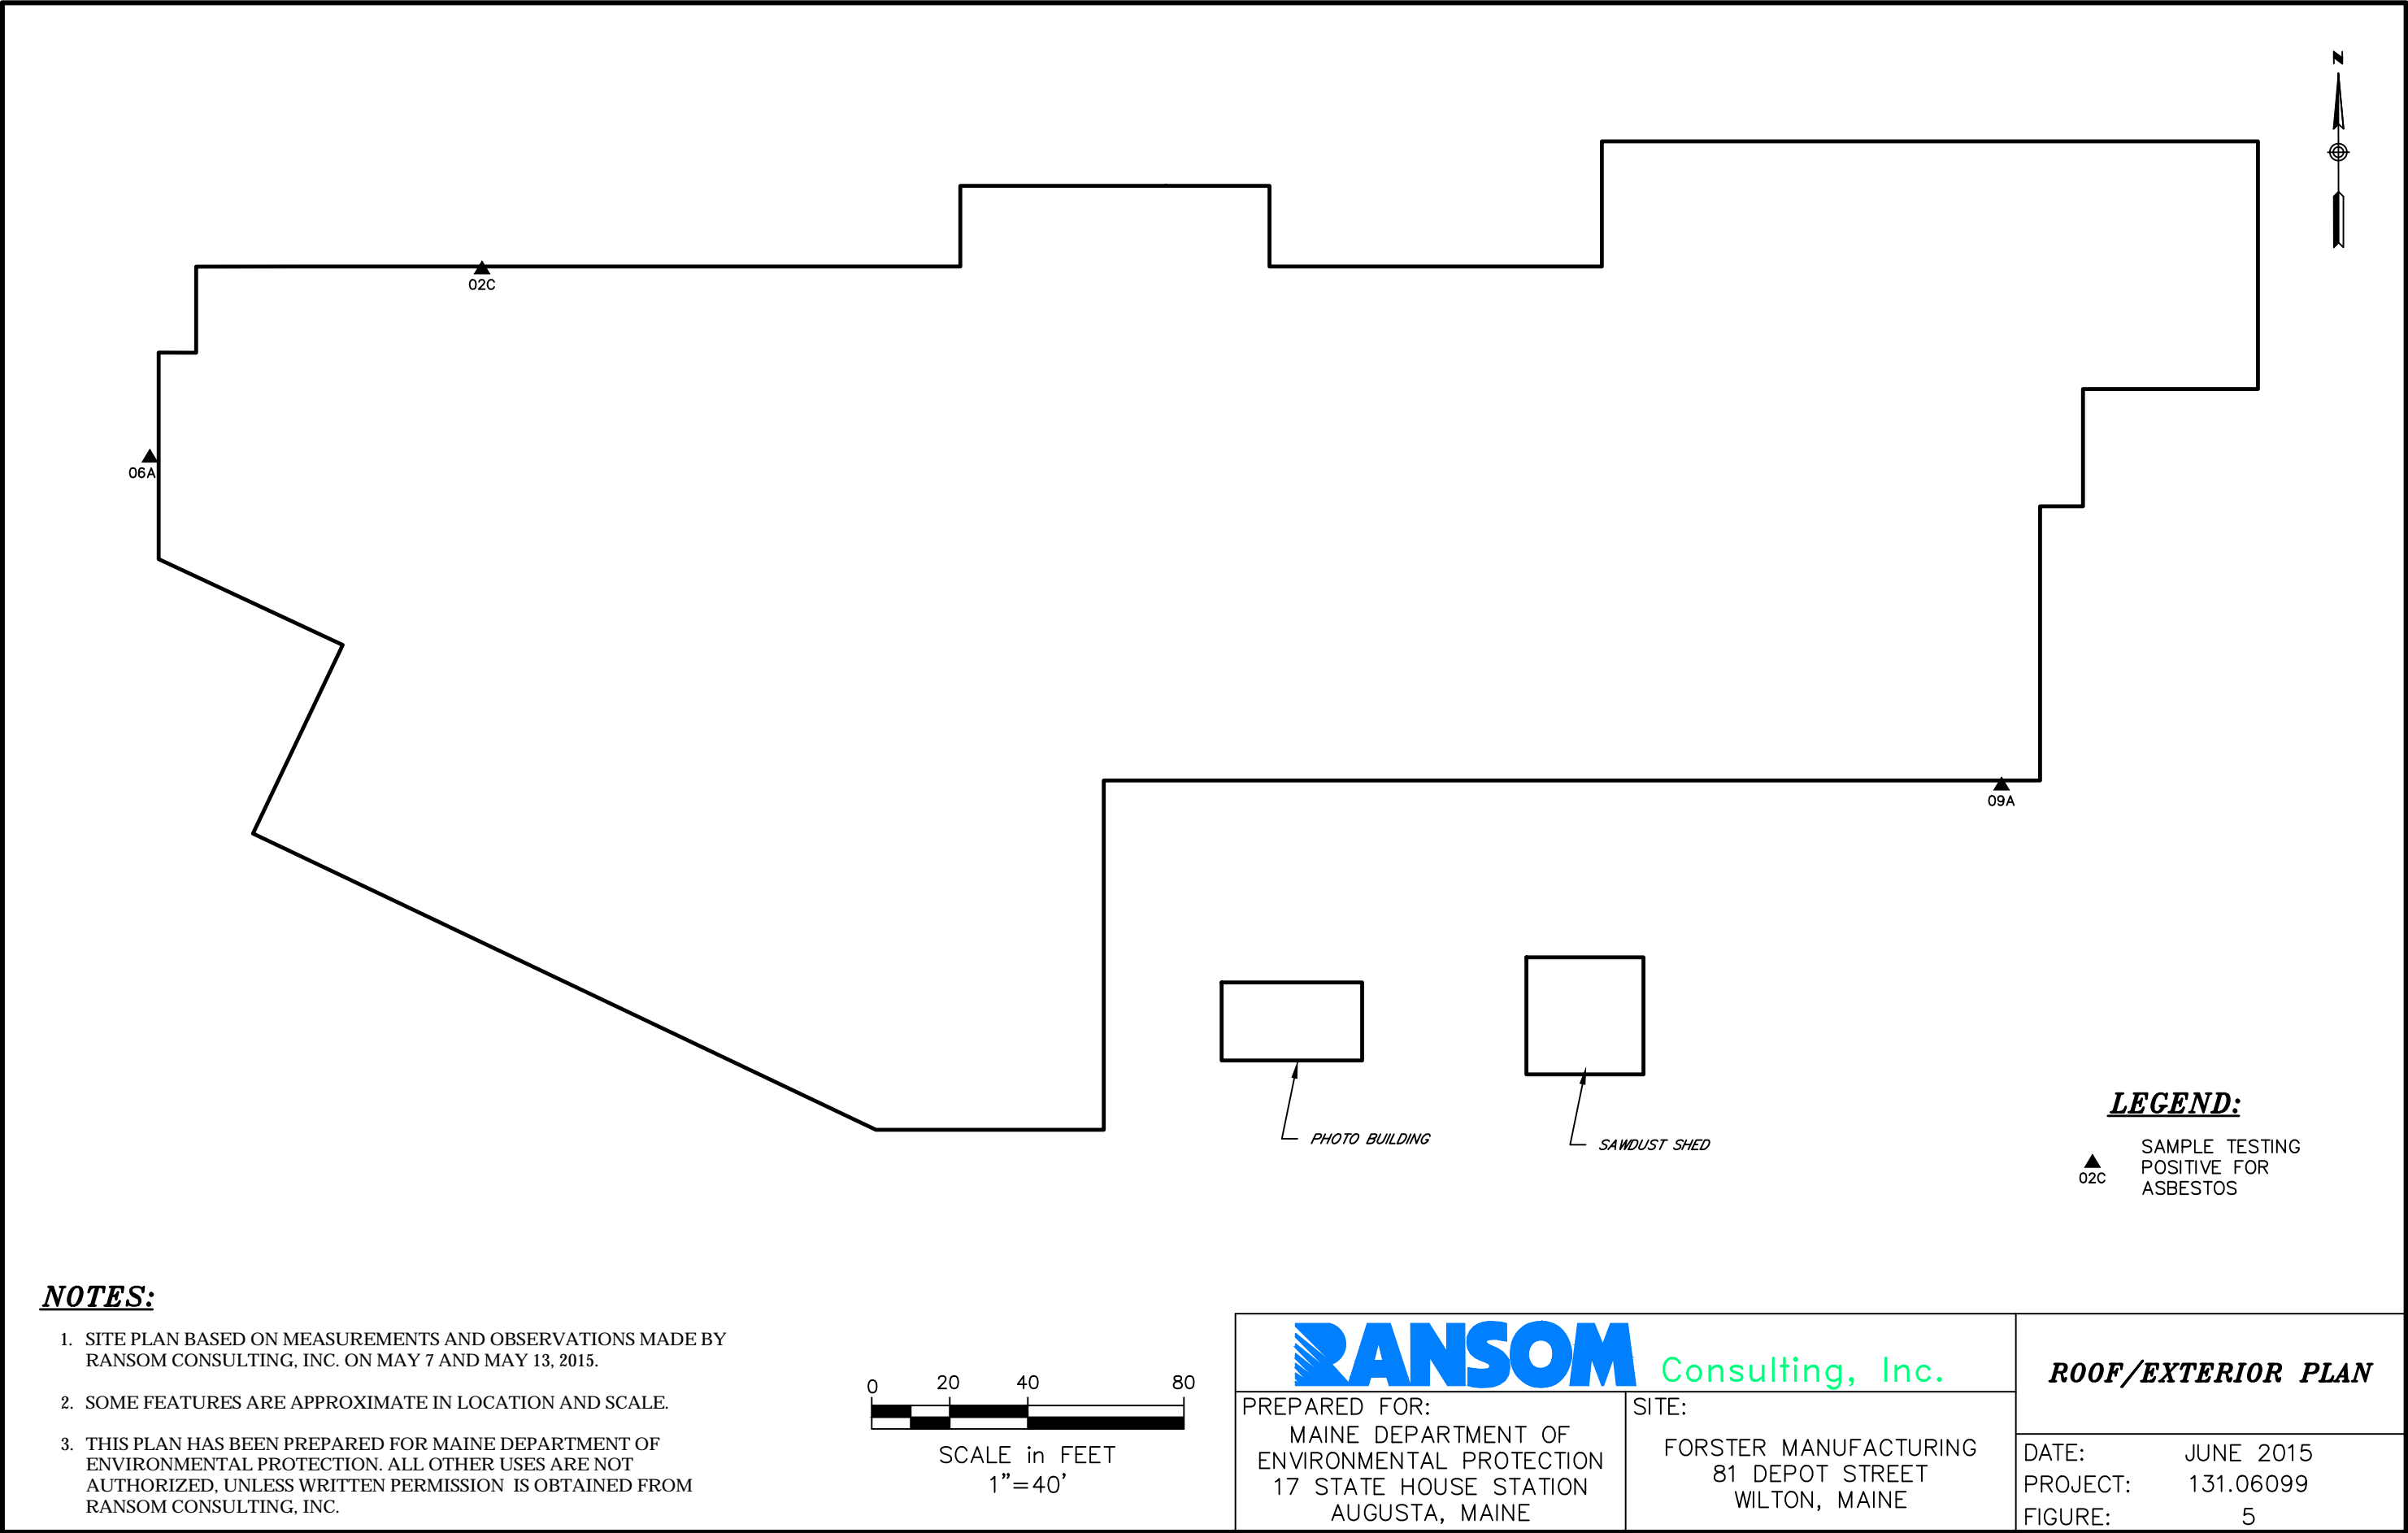 N
02C
06A
09A
PHOTO BUILDING
SAWDUST SHED
LEGEND:
02C
SAMPLE TESTING
POSITIVE FOR
ASBESTOS
NOTES:
1. SITE PLAN BASED ON MEASUREMENTS AND OBSERVATIONS MADE BY
RANSOM CONSULTING, INC. ON MAY 7 AND MAY 13, 2015.
2. SOME FEATURES ARE APPROXIMATE IN LOCATION AND SCALE.
3. THIS PLAN HAS BEEN PREPARED FOR MAINE DEPARTMENT OF
ENVIRONMENTAL PROTECTION. ALL OTHER USES ARE NOT
AUTHORIZED, UNLESS WRITTEN PERMISSION IS OBTAINED FROM
RANSOM CONSULTING, INC.
0 20 40 80
SCALE in FEET
1"=40'
RANSOM Consulting, Inc.
PREPARED FOR:
MAINE DEPARTMENT OF
ENVIRONMENTAL PROTECTION
17 STATE HOUSE STATION
AUGUSTA, MAINE
SITE:
FORSTER MANUFACTURING
81 DEPOT STREET
WILTON, MAINE
ROOF/EXTERIOR PLAN
DATE: JUNE 2015
PROJECT: 131.06099
FIGURE: 5